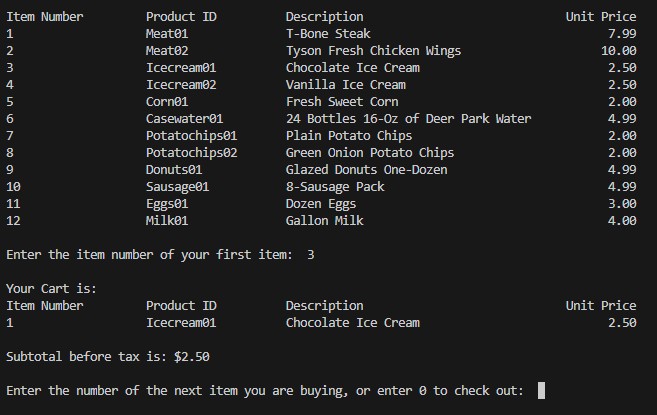 Item Number Product ID Description Unit Price
1 Meat01 T-Bone Steak 7.99
2 Meat02 Tyson Fresh Chicken Wings 10.00
3 Icecream01 Chocolate Ice Cream 2.50
4 Icecream02 Vanilla Ice Cream 2.50
5 Corn01 Fresh Sweet Corn 2.00
6 Casewater01 24 Bottles 16-Oz of Deer Park Water 4.99
7 Potatochips01 Plain Potato Chips 2.00
8 Potatochips02 Green Onion Potato Chips 2.00
9 Donuts01 Glazed Donuts One-Dozen 4.99
10 Sausage01 8-Sausage Pack 4.99
11 Eggs01 Dozen Eggs 3.00
12 Milk01 Gallon Milk 4.00
Enter the item number of your first item: 3
Your Cart is:
Item Number Product ID Description Unit Price
1 Icecream01 Chocolate Ice Cream 2.50
Subtotal before tax is: $2.50
Enter the number of the next item you are buying, or enter 0 to check out: